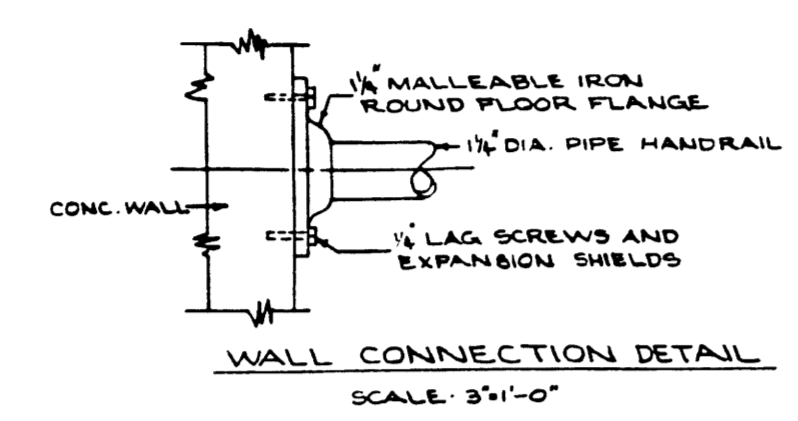 1¼" MALLEABLE IRON
ROUND FLOOR FLANGE
1¼" DIA. PIPE HANDRAIL
CONC. WALL
¼" LAG SCREWS AND
EXPANSION SHIELDS
WALL CONNECTION DETAIL
SCALE · 3"=1'-0"